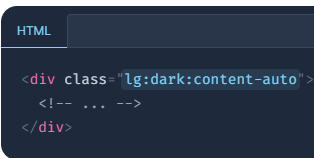 HTML
<div class="lg:dark:content-auto">
<!-- ... -->
</div>